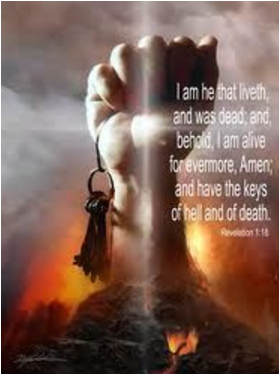 I am he that liveth,
and was dead; and,
behold, I am alive
for evermore, Amen;
and have the keys
of hell and of death.
Revelation 1:18